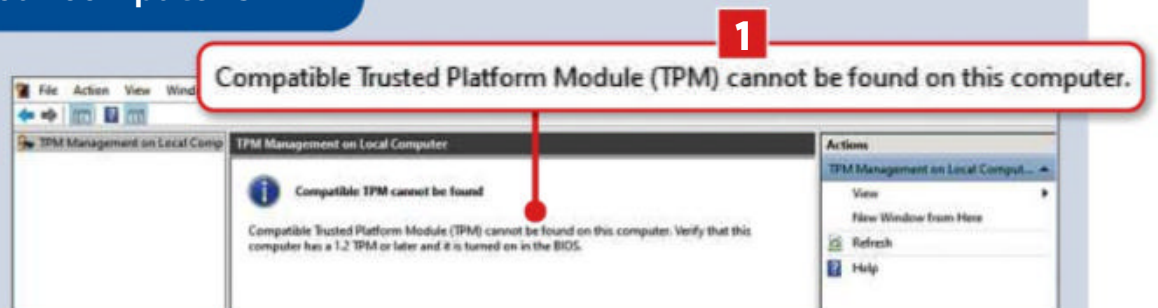 1
Compatible Trusted Platform Module (TPM) cannot be found on this computer.
File Action View
TPM Management on Local Comp
TPM Management on Local Computer
Compatible TPM cannot be found
Compatible Trusted Platform Module (TPM) cannot be found on this computer. Verify that this
computer has a 1.2 TPM or later and it is turned on in the BIOS.
Actions
TPM Management on Local Comput...
View
New Window from Here
Refresh
Help